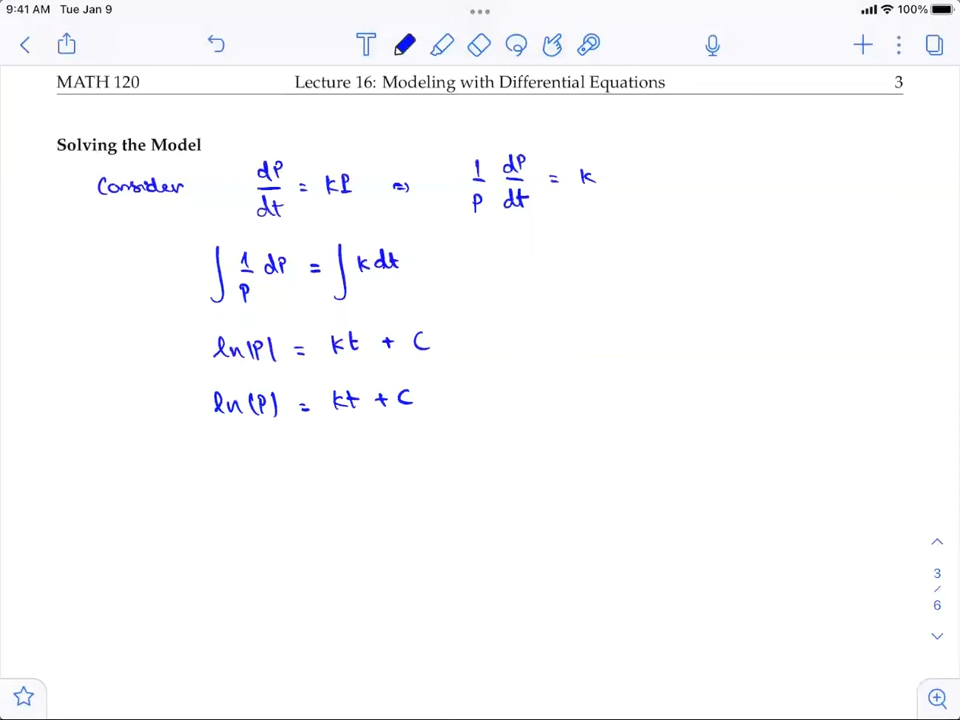 9:41 AM Tue Jan 9 100%
MATH 120 Lecture 16: Modeling with Differential Equations 3
Solving the Model
Consider dP/dt = kP ⇒ 1/P dP/dt = k
∫ 1/P dP = ∫ k dt
ln|P| = kt + C
ln(P) = kt + C
3
/
6